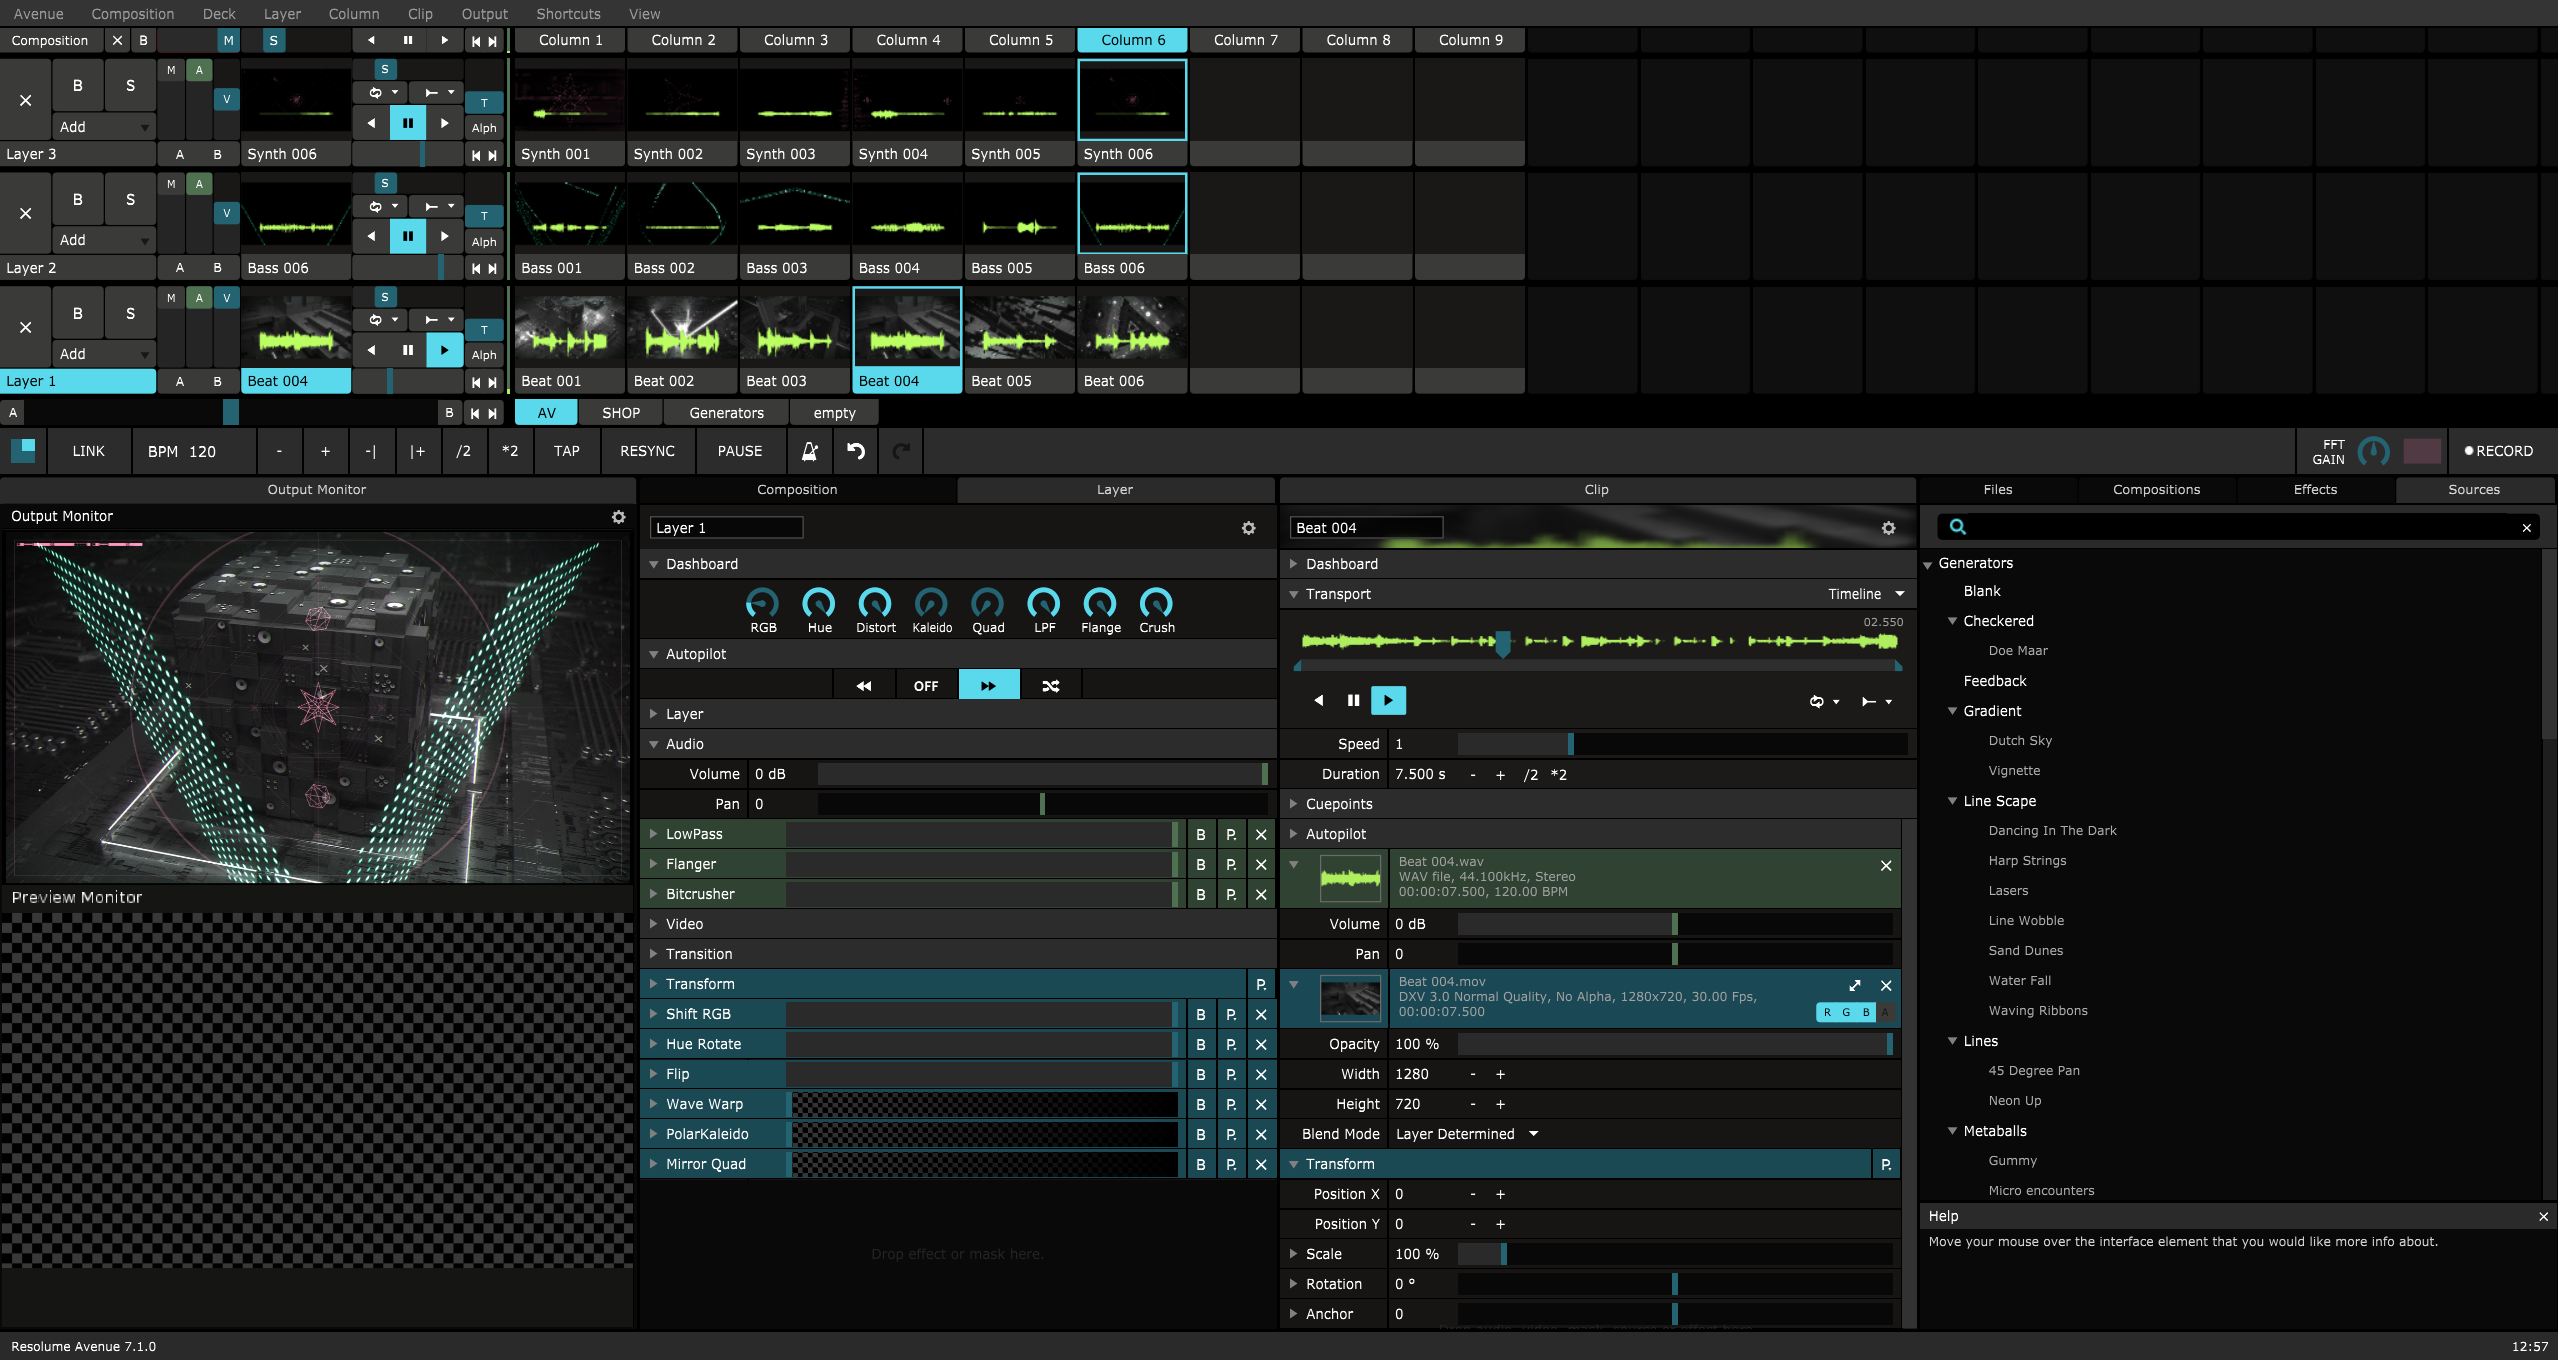 Avenue Composition Deck Layer Column Clip Output Shortcuts View
Composition B M S Column 1 Column 2 Column 3 Column 4 Column 5 Column 6 Column 7 Column 8 Column 9
B S M A V S T
Add Alph
Layer 3 A B Synth 006 Synth 001 Synth 002 Synth 003 Synth 004 Synth 005 Synth 006
B S M A V S T
Add Alph
Layer 2 A B Bass 006 Bass 001 Bass 002 Bass 003 Bass 004 Bass 005 Bass 006
B S M A V S T
Add Alph
Layer 1 A B Beat 004 Beat 001 Beat 002 Beat 003 Beat 004 Beat 005 Beat 006
A B AV SHOP Generators empty
LINK BPM 120 - + -| |+ /2 *2 TAP RESYNC PAUSE FFT GAIN RECORD
Output Monitor
Output Monitor
Preview Monitor
Composition Layer
Layer 1
Dashboard
RGB Hue Distort Kaleido Quad LPF Flange Crush
Autopilot
OFF
Layer
Audio
Volume 0 dB
Pan 0
LowPass B P.
Flanger B P.
Bitcrusher B P.
Video
Transition
Transform P.
Shift RGB B P.
Hue Rotate B P.
Flip B P.
Wave Warp B P.
PolarKaleido B P.
Mirror Quad B P.
Drop effect or mask here.
Clip
Beat 004
Dashboard
Transport Timeline
02.550
Speed 1
Duration 7.500 s - + /2 *2
Cuepoints
Autopilot
Beat 004.wav
WAV file, 44.100kHz, Stereo
00:00:07.500, 120.00 BPM
Volume 0 dB
Pan 0
Beat 004.mov
DXV 3.0 Normal Quality, No Alpha, 1280x720, 30.00 Fps,
00:00:07.500 R G B A
Opacity 100 %
Width 1280 - +
Height 720 - +
Blend Mode Layer Determined
Transform P.
Position X 0 - +
Position Y 0 - +
Scale 100 %
Rotation 0 °
Anchor 0
Files Compositions Effects Sources
Generators
Blank
Checkered
Doe Maar
Feedback
Gradient
Dutch Sky
Vignette
Line Scape
Dancing In The Dark
Harp Strings
Lasers
Line Wobble
Sand Dunes
Water Fall
Waving Ribbons
Lines
45 Degree Pan
Neon Up
Metaballs
Gummy
Micro encounters
Help
Move your mouse over the interface element that you would like more info about.
Resolume Avenue 7.1.0 12:57